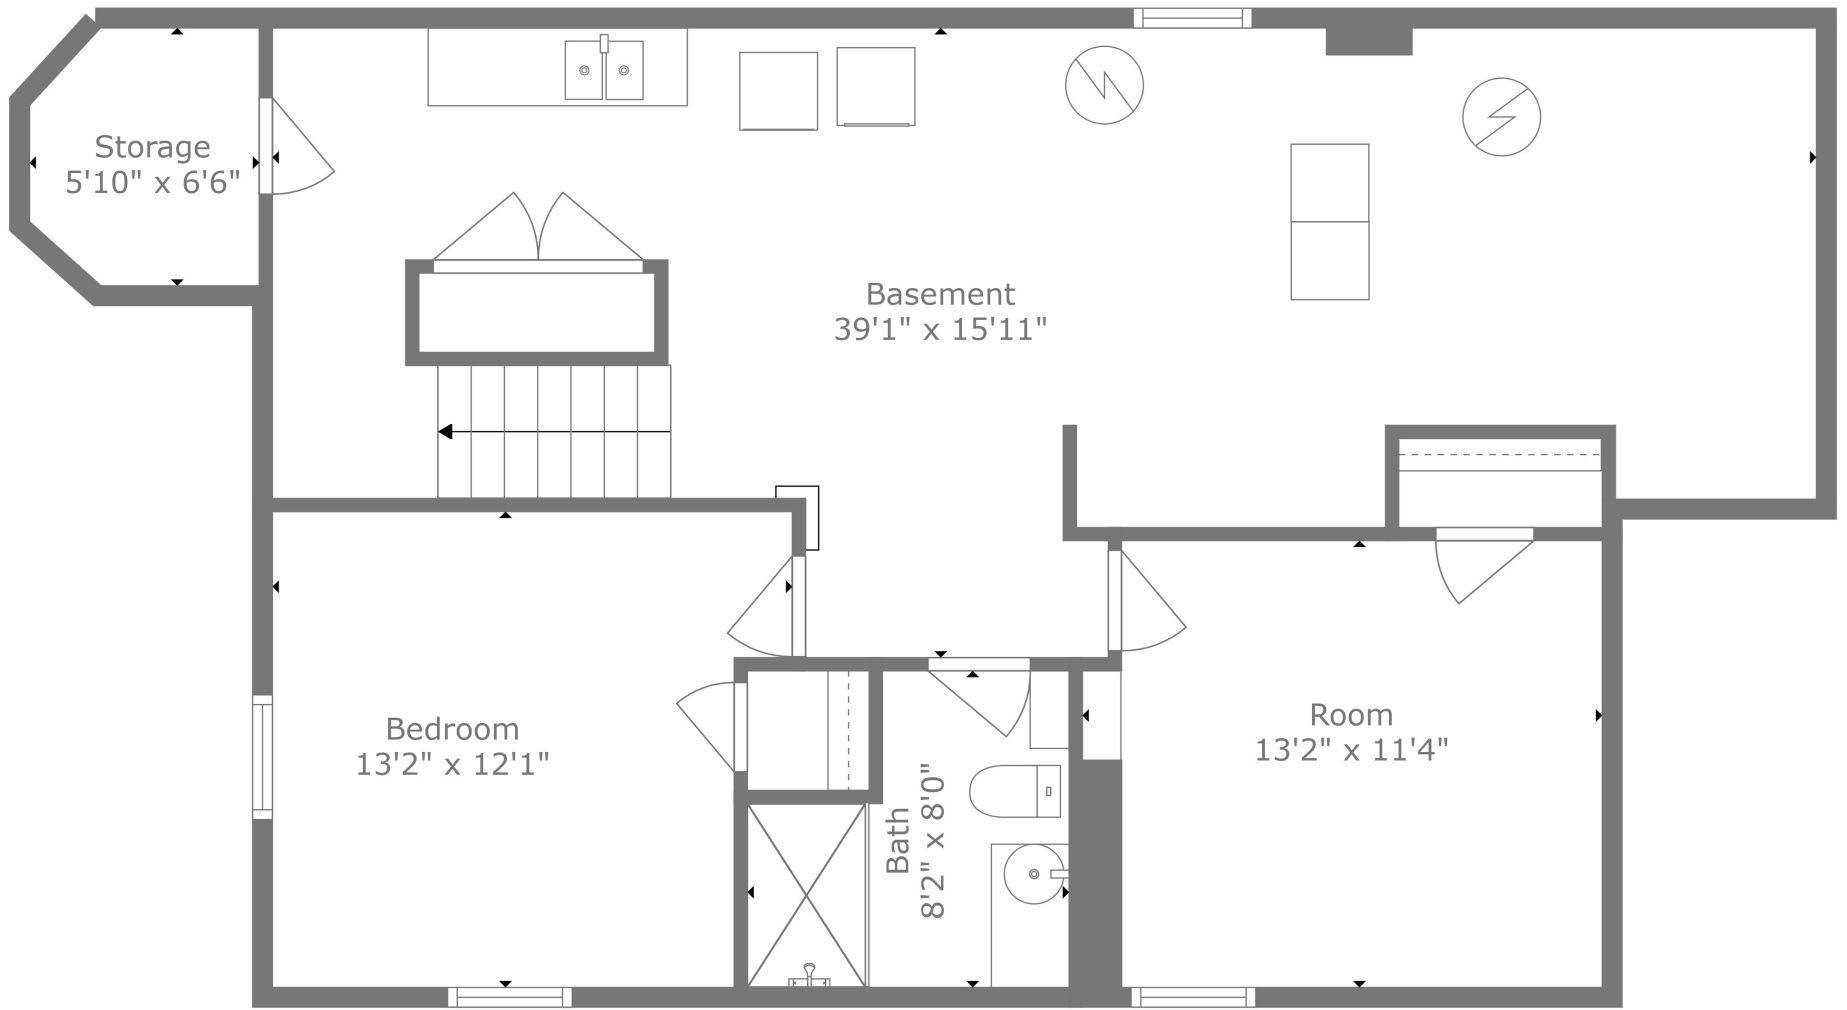 Storage
5'10" x 6'6"
Basement
39'1" x 15'11"
Bedroom
13'2" x 12'1"
Bath
8'2" x 8'0"
Room
13'2" x 11'4"